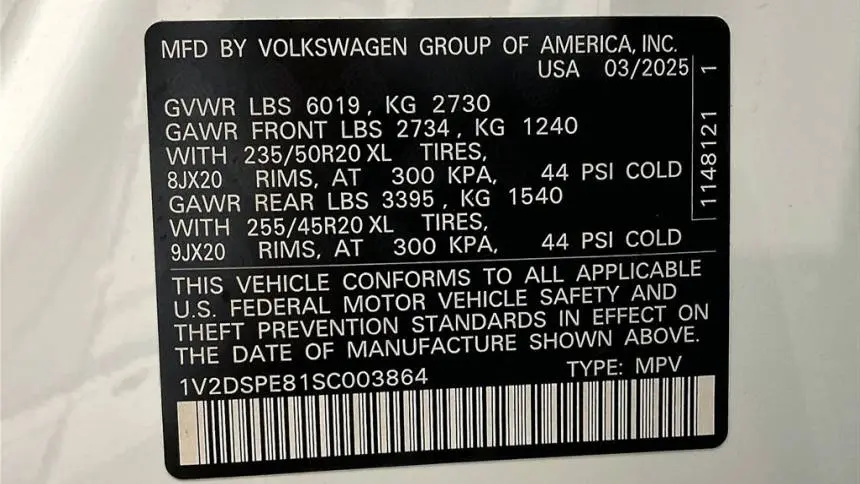 MFD BY VOLKSWAGEN GROUP OF AMERICA, INC.
USA 03/2025
GVWR LBS 6019, KG 2730
GAWR FRONT LBS 2734, KG 1240
WITH 235/50R20 XL TIRES,
8JX20 RIMS, AT 300 KPA, 44 PSI COLD
GAWR REAR LBS 3395, KG 1540
WITH 255/45R20 XL TIRES,
9JX20 RIMS, AT 300 KPA, 44 PSI COLD
1148121 1
THIS VEHICLE CONFORMS TO ALL APPLICABLE
U.S. FEDERAL MOTOR VEHICLE SAFETY AND
THEFT PREVENTION STANDARDS IN EFFECT ON
THE DATE OF MANUFACTURE SHOWN ABOVE.
1V2DSPE81SC003864 TYPE: MPV